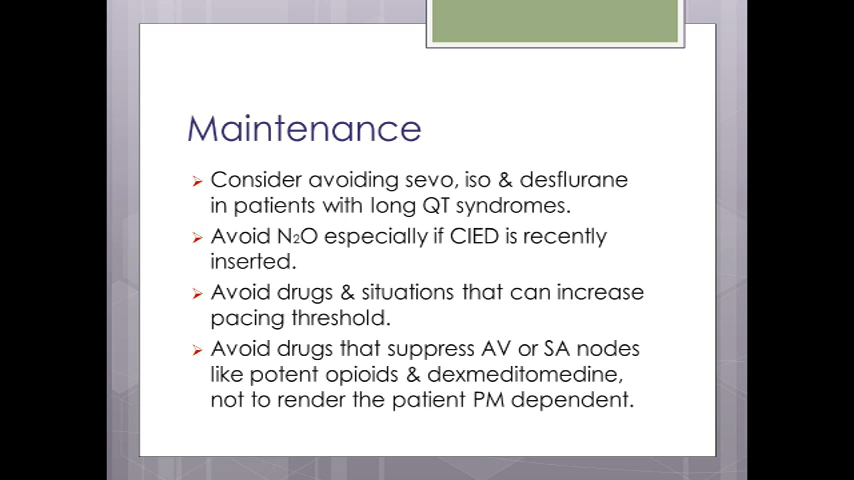 Maintenance
➢ Consider avoiding sevo, iso & desflurane
in patients with long QT syndromes.
➢ Avoid N₂O especially if CIED is recently
inserted.
➢ Avoid drugs & situations that can increase
pacing threshold.
➢ Avoid drugs that suppress AV or SA nodes
like potent opioids & dexmeditomedine,
not to render the patient PM dependent.